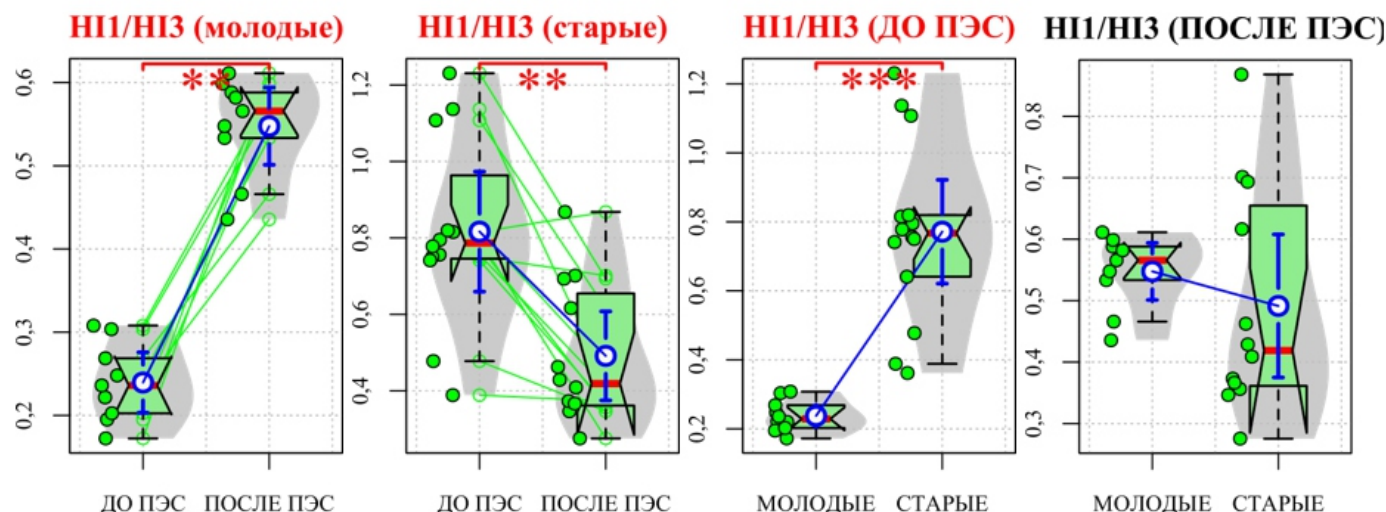 HI1/HI3 (молодые)
HI1/HI3 (старые)
HI1/HI3 (ДО ПЭС)
HI1/HI3 (ПОСЛЕ ПЭС)
**
**
***
0,6
0,5
0,4
0,3
0,2
1,2
1,0
0,8
0,6
0,4
1,2
1,0
0,8
0,6
0,4
0,2
0,8
0,7
0,6
0,5
0,4
0,3
ДО ПЭС
ПОСЛЕ ПЭС
ДО ПЭС
ПОСЛЕ ПЭС
МОЛОДЫЕ
СТАРЫЕ
МОЛОДЫЕ
СТАРЫЕ